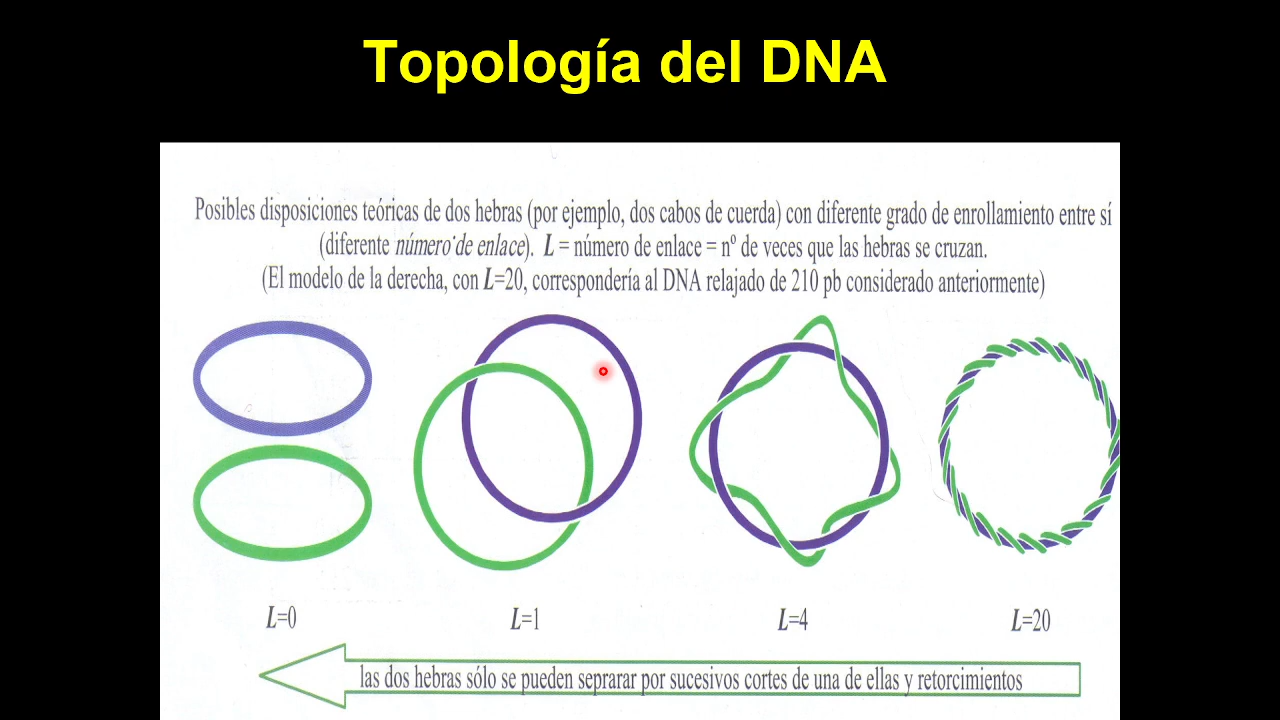 Topología del DNA
Posibles disposiciones teóricas de dos hebras (por ejemplo, dos cabos de cuerda) con diferente grado de enrollamiento entre sí
(diferente número de enlace). L = número de enlace = nº de veces que las hebras se cruzan.
(El modelo de la derecha, con L=20, correspondería al DNA relajado de 210 pb considerado anteriormente)
L=0
L=1
L=4
L=20
las dos hebras sólo se pueden seprarar por sucesivos cortes de una de ellas y retorcimientos